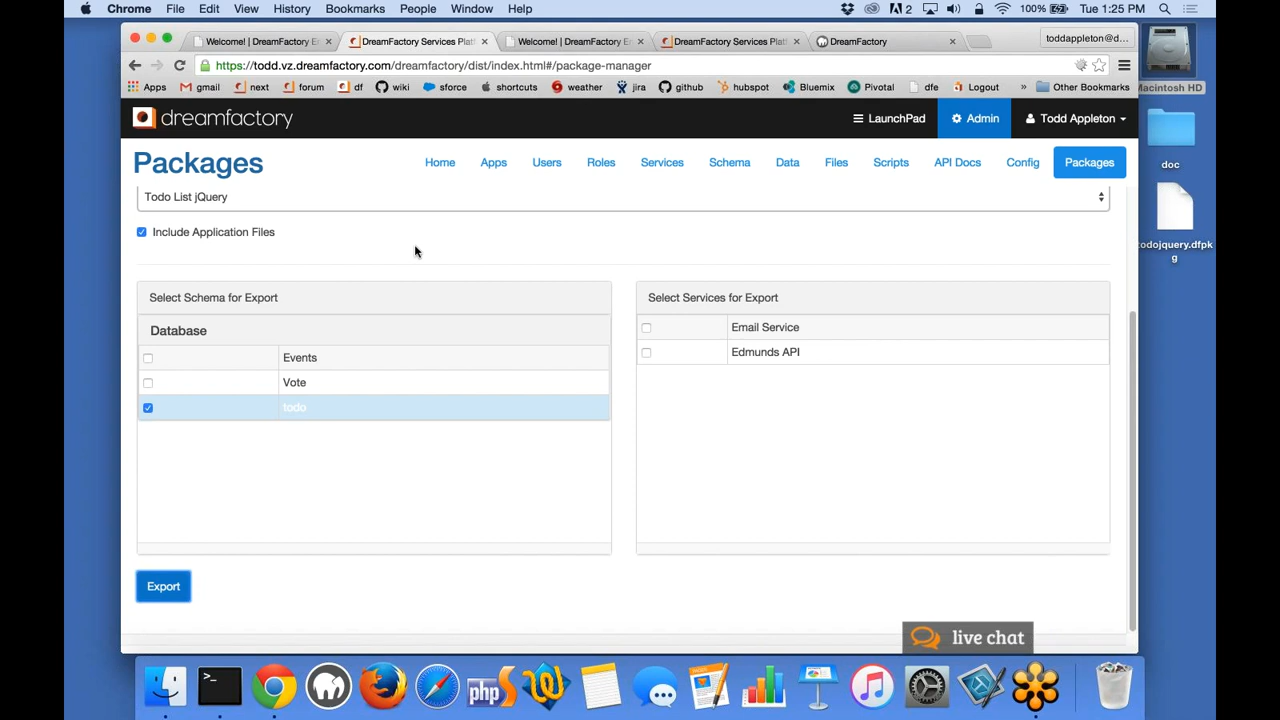 Chrome File Edit View History Bookmarks People Window Help 2 100% Tue 1:25 PM
Welcome! | DreamFactory E DreamFactory Services Pla Welcome! | DreamFactory E DreamFactory Services Platf DreamFactory toddappleton@d...
https://todd.vz.dreamfactory.com/dreamfactory/dist/index.html#/package-manager
Apps gmail next forum df wiki sforce shortcuts weather jira github hubspot Bluemix Pivotal dfe Logout » Other Bookmarks
Macintosh HD
dreamfactory LaunchPad Admin Todd Appleton
Packages Home Apps Users Roles Services Schema Data Files Scripts API Docs Config Packages
doc
Todo List jQuery
Include Application Files
todojquery.dfpk
g
Select Schema for Export Select Services for Export
Database
Email Service
Events Edmunds API
Vote
todo
Export
live chat
php